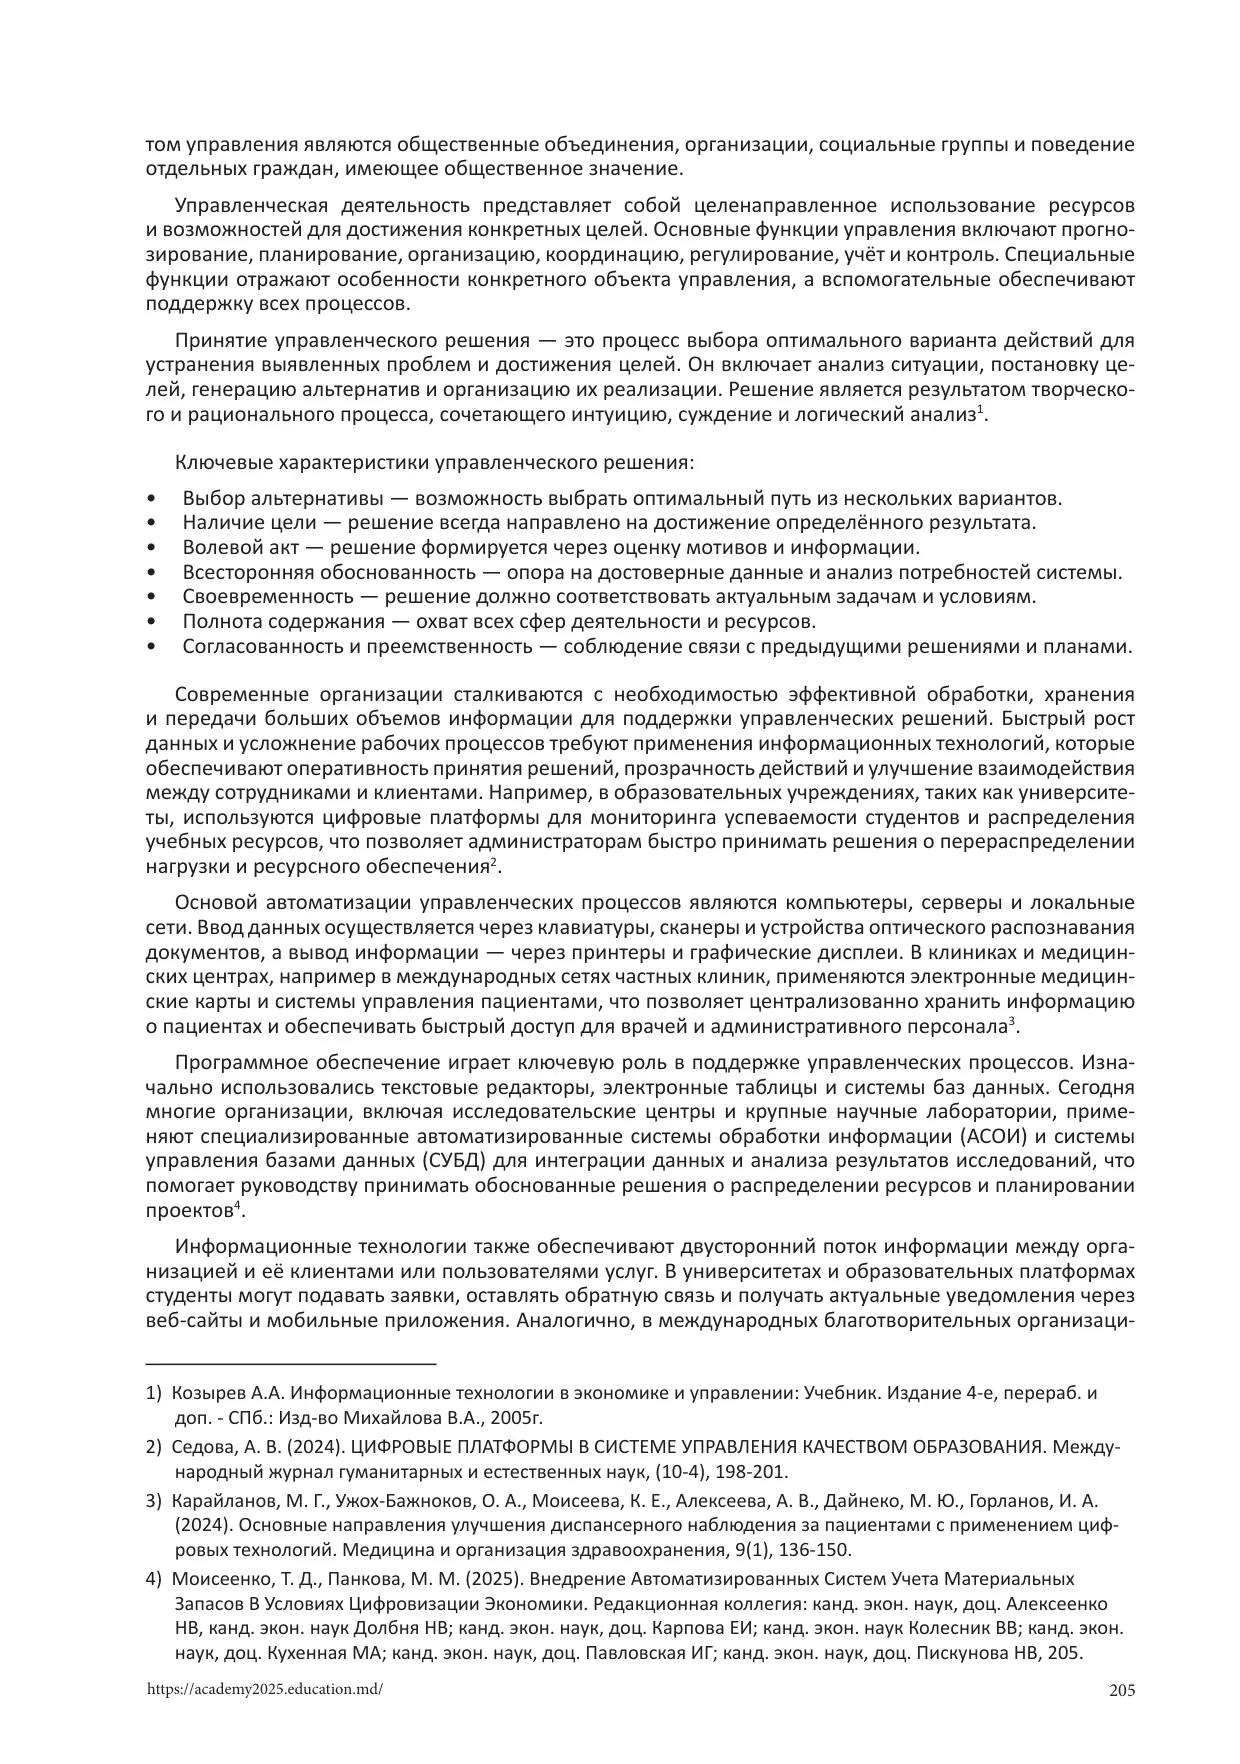 том управления являются общественные объединения, организации, социальные группы и поведение
отдельных граждан, имеющее общественное значение.
Управленческая деятельность представляет собой целенаправленное использование ресурсов
и возможностей для достижения конкретных целей. Основные функции управления включают прогно-
зирование, планирование, организацию, координацию, регулирование, учёт и контроль. Специальные
функции отражают особенности конкретного объекта управления, а вспомогательные обеспечивают
поддержку всех процессов.
Принятие управленческого решения — это процесс выбора оптимального варианта действий для
устранения выявленных проблем и достижения целей. Он включает анализ ситуации, постановку це-
лей, генерацию альтернатив и организацию их реализации. Решение является результатом творческо-
го и рационального процесса, сочетающего интуицию, суждение и логический анализ¹.
Ключевые характеристики управленческого решения:
• Выбор альтернативы — возможность выбрать оптимальный путь из нескольких вариантов.
• Наличие цели — решение всегда направлено на достижение определённого результата.
• Волевой акт — решение формируется через оценку мотивов и информации.
• Всесторонняя обоснованность — опора на достоверные данные и анализ потребностей системы.
• Своевременность — решение должно соответствовать актуальным задачам и условиям.
• Полнота содержания — охват всех сфер деятельности и ресурсов.
• Согласованность и преемственность — соблюдение связи с предыдущими решениями и планами.
Современные организации сталкиваются с необходимостью эффективной обработки, хранения
и передачи больших объемов информации для поддержки управленческих решений. Быстрый рост
данных и усложнение рабочих процессов требуют применения информационных технологий, которые
обеспечивают оперативность принятия решений, прозрачность действий и улучшение взаимодействия
между сотрудниками и клиентами. Например, в образовательных учреждениях, таких как университе-
ты, используются цифровые платформы для мониторинга успеваемости студентов и распределения
учебных ресурсов, что позволяет администраторам быстро принимать решения о перераспределении
нагрузки и ресурсного обеспечения².
Основой автоматизации управленческих процессов являются компьютеры, серверы и локальные
сети. Ввод данных осуществляется через клавиатуры, сканеры и устройства оптического распознавания
документов, а вывод информации — через принтеры и графические дисплеи. В клиниках и медицин-
ских центрах, например в международных сетях частных клиник, применяются электронные медицин-
ские карты и системы управления пациентами, что позволяет централизованно хранить информацию
о пациентах и обеспечивать быстрый доступ для врачей и административного персонала³.
Программное обеспечение играет ключевую роль в поддержке управленческих процессов. Изна-
чально использовались текстовые редакторы, электронные таблицы и системы баз данных. Сегодня
многие организации, включая исследовательские центры и крупные научные лаборатории, приме-
няют специализированные автоматизированные системы обработки информации (АСОИ) и системы
управления базами данных (СУБД) для интеграции данных и анализа результатов исследований, что
помогает руководству принимать обоснованные решения о распределении ресурсов и планировании
проектов⁴.
Информационные технологии также обеспечивают двусторонний поток информации между орга-
низацией и её клиентами или пользователями услуг. В университетах и образовательных платформах
студенты могут подавать заявки, оставлять обратную связь и получать актуальные уведомления через
веб-сайты и мобильные приложения. Аналогично, в международных благотворительных организаци-
1) Козырев А.А. Информационные технологии в экономике и управлении: Учебник. Издание 4-е, перераб. и
доп. - СПб.: Изд-во Михайлова В.А., 2005г.
2) Седова, А. В. (2024). ЦИФРОВЫЕ ПЛАТФОРМЫ В СИСТЕМЕ УПРАВЛЕНИЯ КАЧЕСТВОМ ОБРАЗОВАНИЯ. Между-
народный журнал гуманитарных и естественных наук, (10-4), 198-201.
3) Карайланов, М. Г., Ужох-Бажноков, О. А., Моисеева, К. Е., Алексеева, А. В., Дайнеко, М. Ю., Горланов, И. А.
(2024). Основные направления улучшения диспансерного наблюдения за пациентами с применением циф-
ровых технологий. Медицина и организация здравоохранения, 9(1), 136-150.
4) Моисеенко, Т. Д., Панкова, М. М. (2025). Внедрение Автоматизированных Систем Учета Материальных
Запасов В Условиях Цифровизации Экономики. Редакционная коллегия: канд. экон. наук, доц. Алексеенко
НВ, канд. экон. наук Долбня НВ; канд. экон. наук, доц. Карпова ЕИ; канд. экон. наук Колесник ВВ; канд. экон.
наук, доц. Кухенная МА; канд. экон. наук, доц. Павловская ИГ; канд. экон. наук, доц. Пискунова НВ, 205.
https://academy2025.education.md/
205